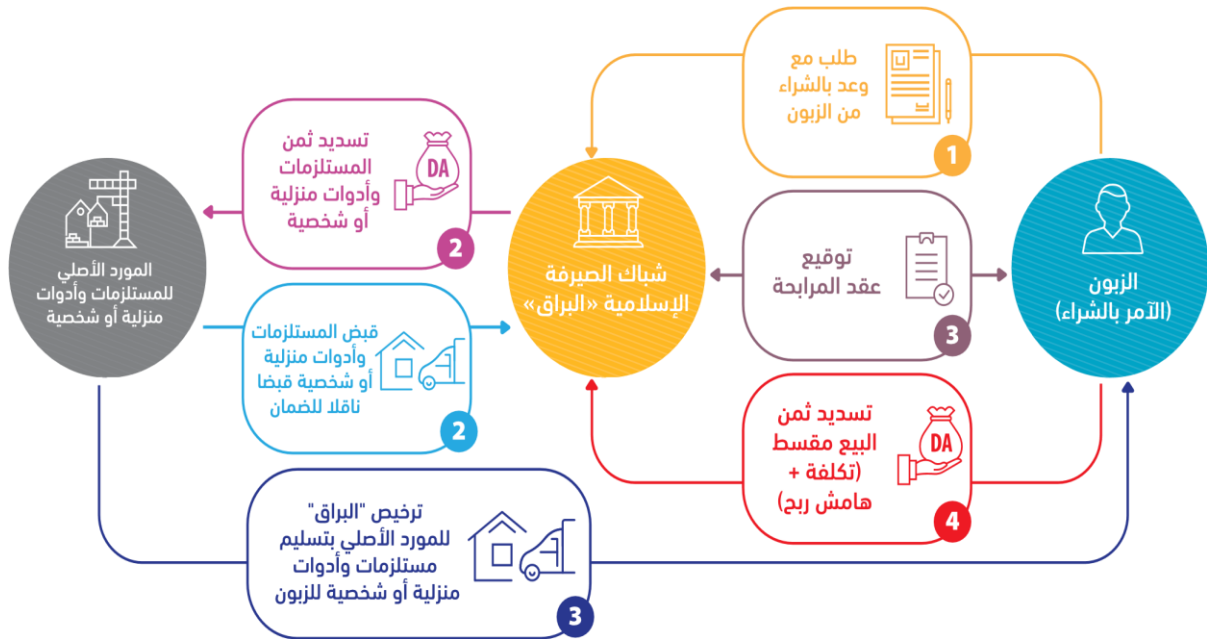 طلب مع
وعد بالشراء
من الزبون
1
تسديد ثمن
المستلزمات
وأدوات منزلية
أو شخصية
DA
2
الزبون
(الآمر بالشراء)
توقيع
عقد المرابحة
3
شباك الصيرفة
الإسلامية «البراق»
المورد الأصلي
للمستلزمات وأدوات
منزلية أو شخصية
قبض المستلزمات
وأدوات منزلية
أو شخصية قبضا
ناقلا للضمان
2
تسديد ثمن
البيع مقسط
(تكلفة +
هامش ربح)
DA
4
ترخيص "البراق"
للمورد الأصلي بتسليم
مستلزمات وأدوات
منزلية أو شخصية للزبون
3